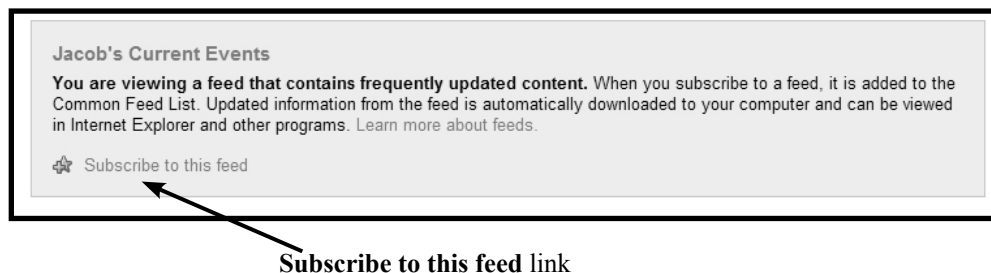 Jacob's Current Events
You are viewing a feed that contains frequently updated content. When you subscribe to a feed, it is added to the
Common Feed List. Updated information from the feed is automatically downloaded to your computer and can be viewed
in Internet Explorer and other programs. Learn more about feeds.
Subscribe to this feed
Subscribe to this feed link